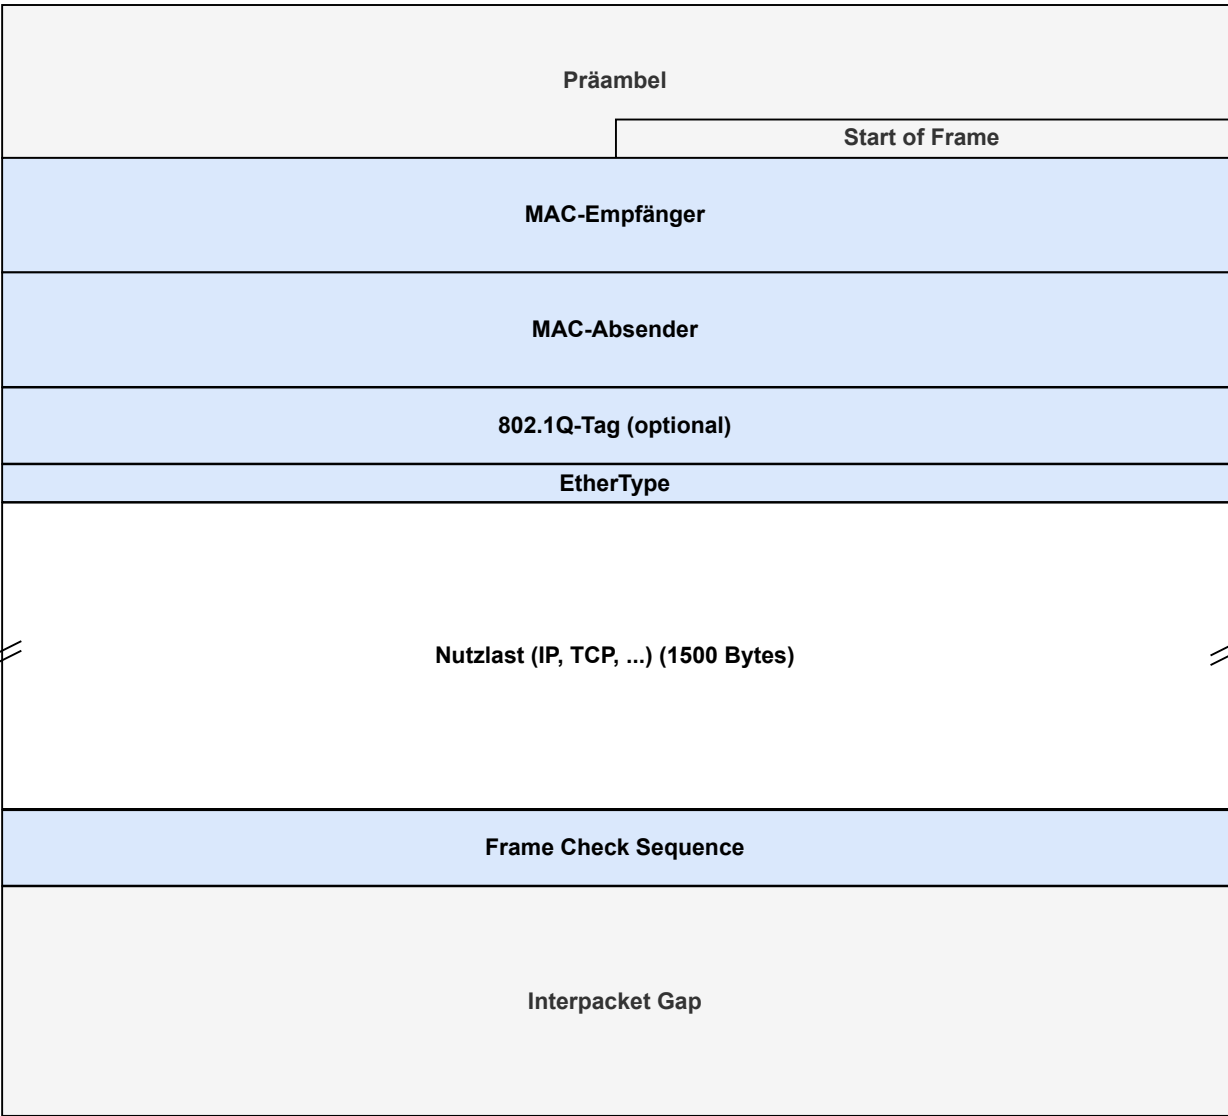 Präambel
Start of Frame
MAC-Empfänger
MAC-Absender
802.1Q-Tag (optional)
EtherType
Nutzlast (IP, TCP, ...) (1500 Bytes)
Frame Check Sequence
Interpacket Gap